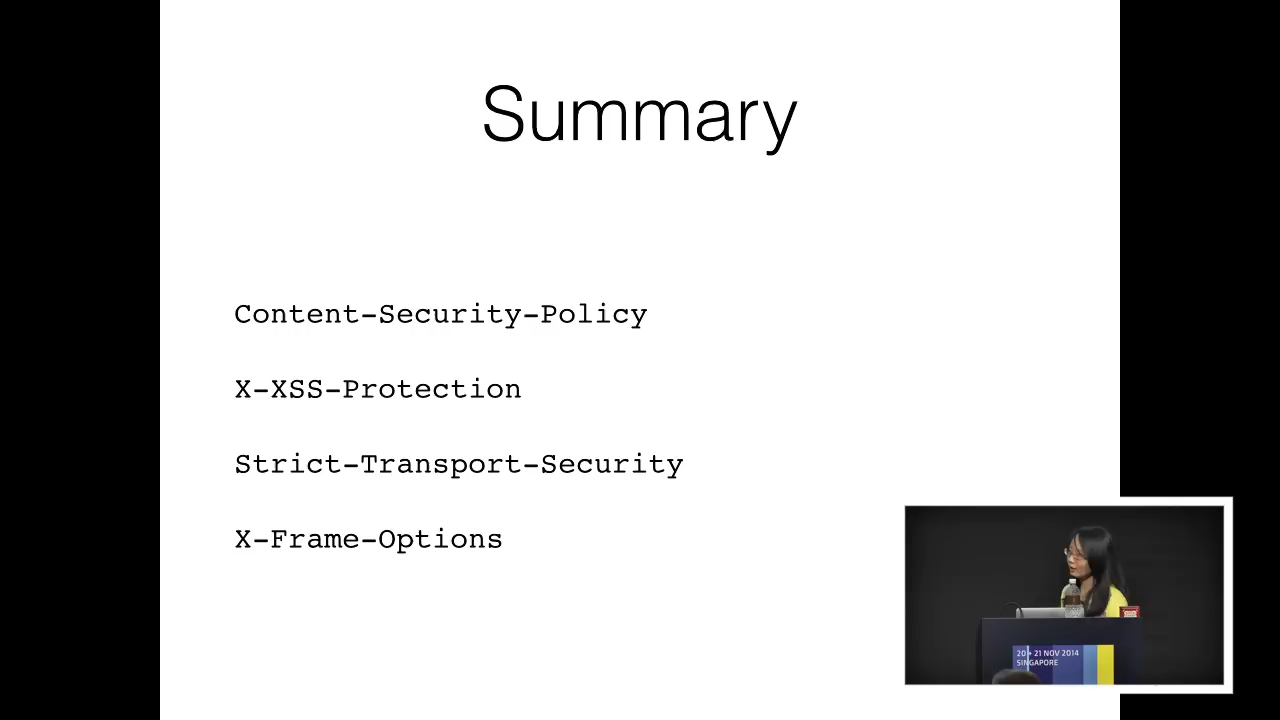 Summary
Content-Security-Policy
X-XSS-Protection
Strict-Transport-Security
X-Frame-Options
20+21 NOV 2014
SINGAPORE